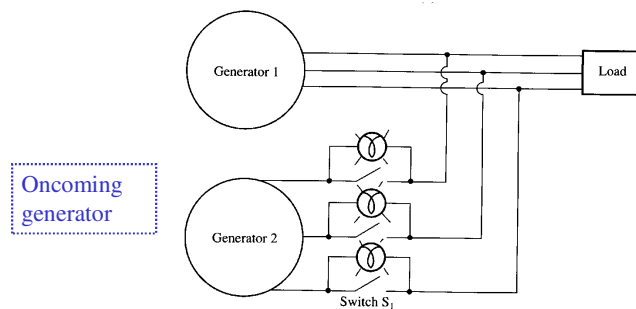 Generator 1
Load
Oncoming
generator
Generator 2
Switch S₁